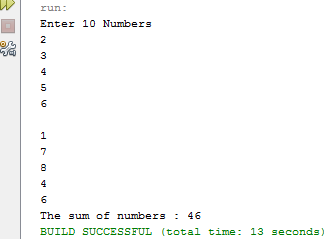 run:
Enter 10 Numbers
2
3
4
5
6
1
7
8
4
6
The sum of numbers : 46
BUILD SUCCESSFUL (total time: 13 seconds)